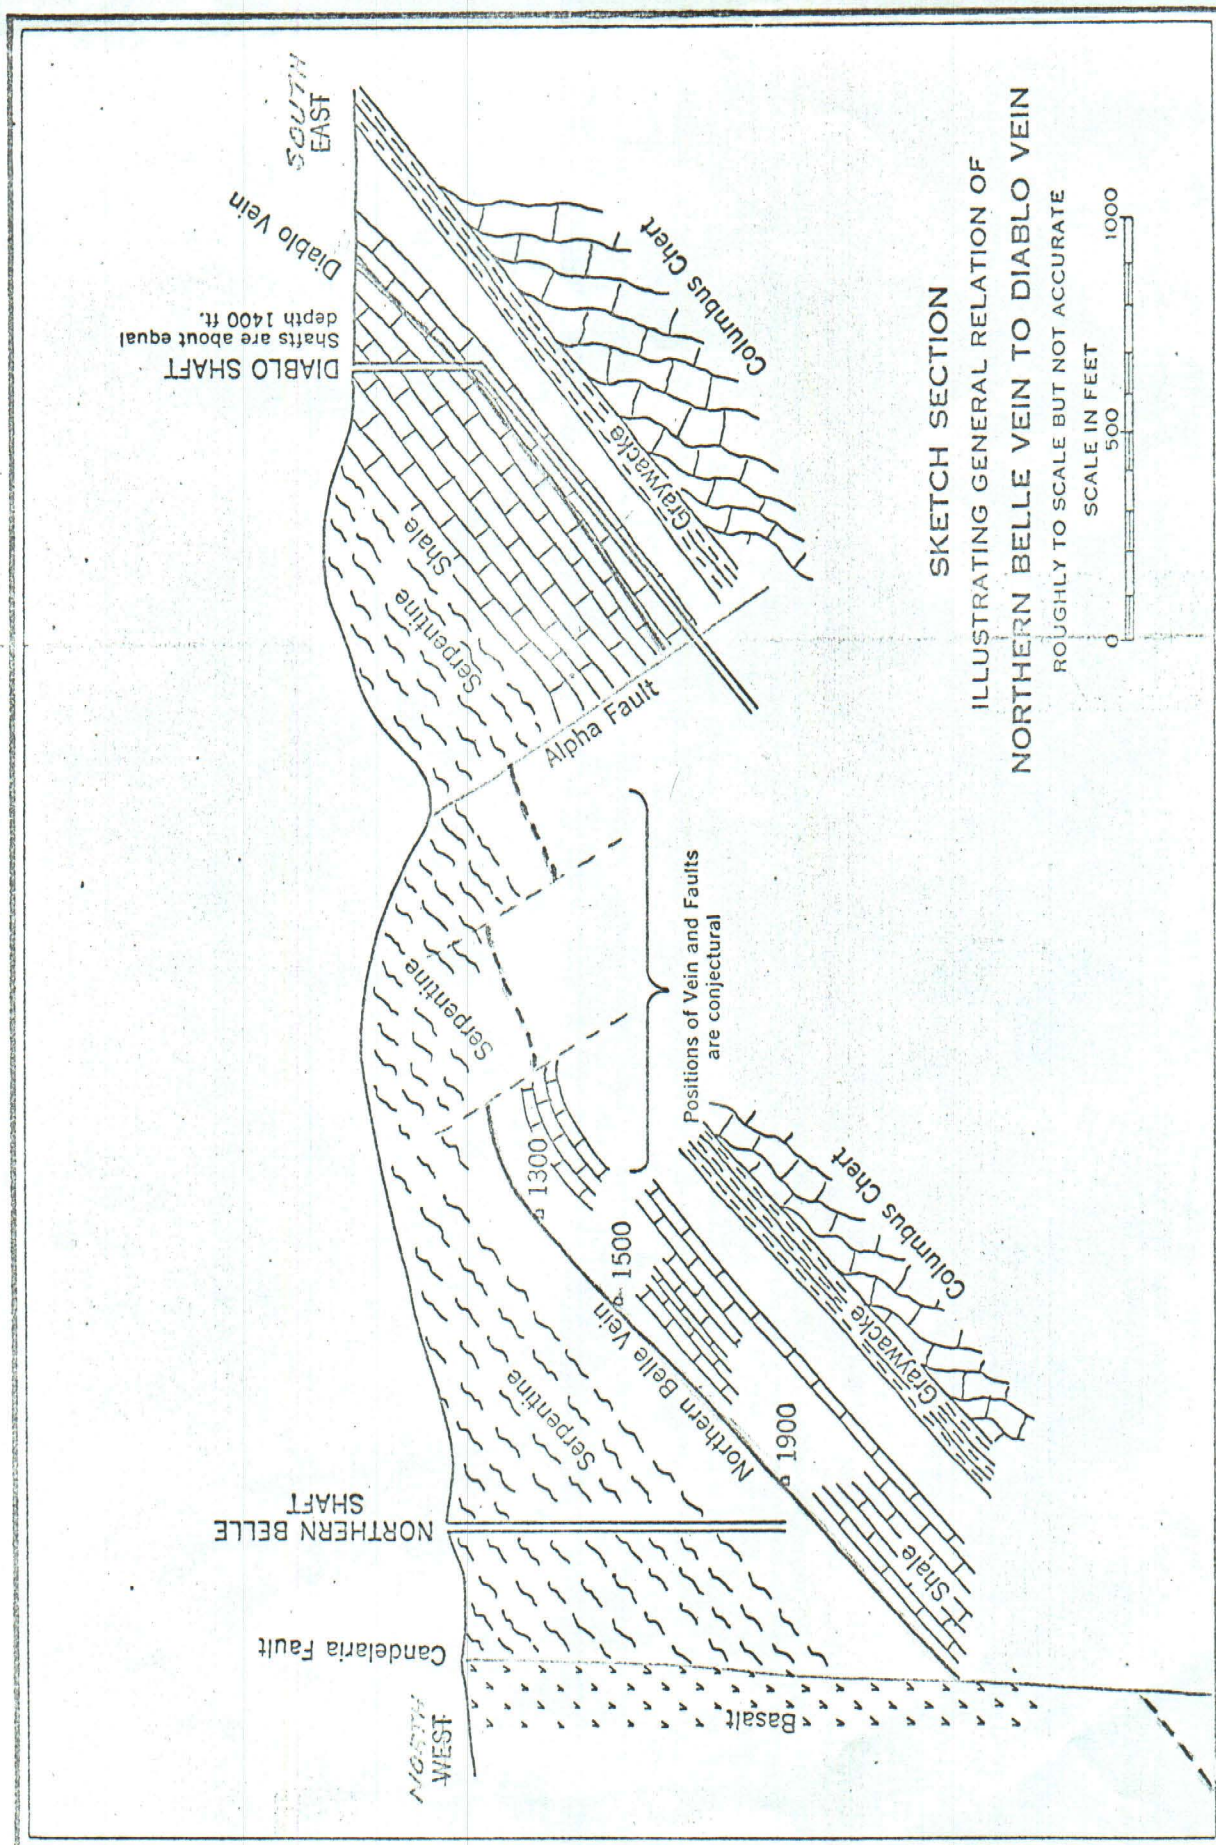 NORTH
WEST
Candelaria Fault
NORTHERN BELLE
SHAFT
Basalt
Serpentine
Northern Belle Vein
1900
1500
1300
Shale
Graywacke
Columbus Chert
Serpentine
Positions of Vein and Faults
are conjectural
Alpha Fault
Serpentine
Shale
DIABLO SHAFT
Shafts are about equal
depth 1400 ft.
Diablo Vein
SOUTH
EAST
Graywacke
Columbus Chert
SKETCH SECTION
ILLUSTRATING GENERAL RELATION OF
NORTHERN BELLE VEIN TO DIABLO VEIN
ROUGHLY TO SCALE BUT NOT ACCURATE
SCALE IN FEET
0 500 1000